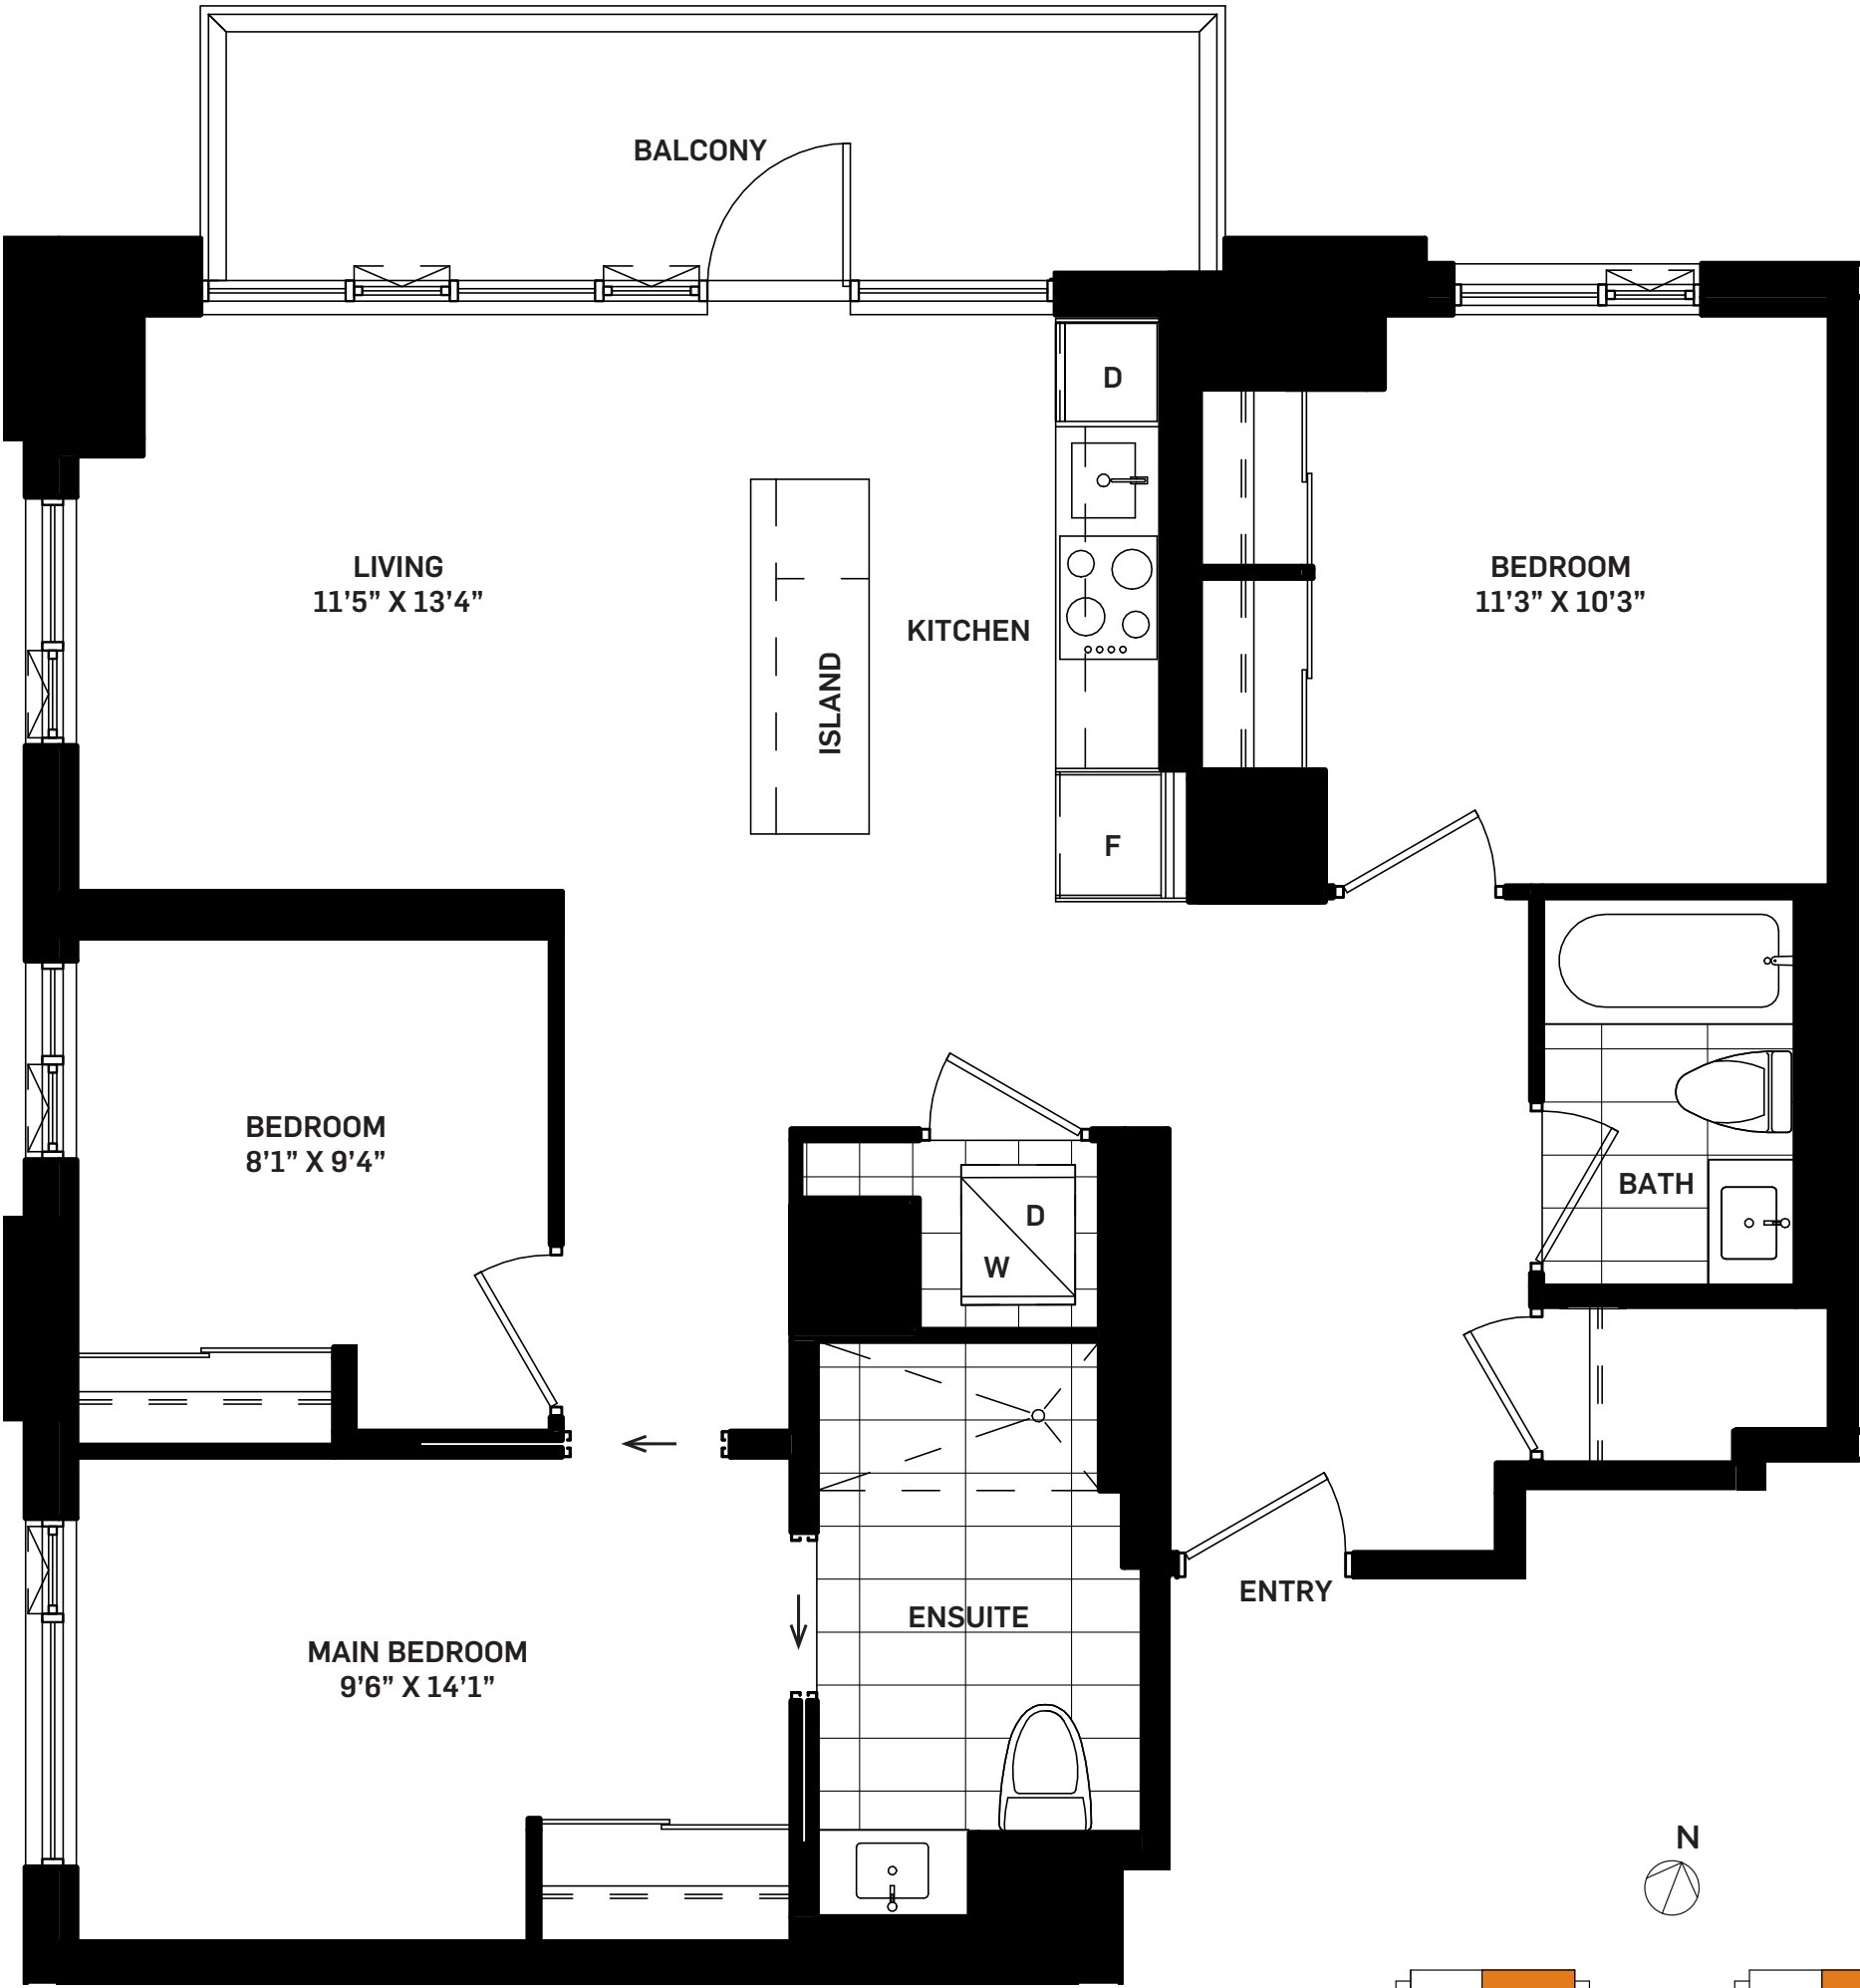 BALCONY
D
LIVING
11’5” X 13’4”
BEDROOM
11’3” X 10’3”
KITCHEN
ISLAND
F
BEDROOM
8’1” X 9’4”
BATH
D
W
ENTRY
ENSUITE
MAIN BEDROOM
9’6” X 14’1”
N